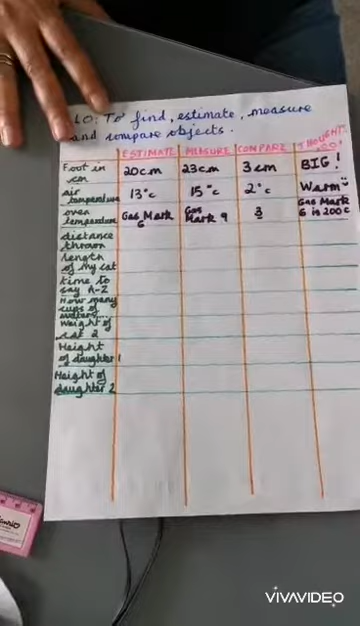 LO: To find, estimate, measure
and compare objects.
ESTIMATE MEASURE COMPARE THOUGHTS
Foot in cm 20cm 23cm 3cm BIG!
air temperature 13°c 15°c 2°c Warm
oven temperature Gas Mark 6 Gas Mark 9 3 Gas Mark 6 is 200c
distance
thrown
length
of my cat
time to
say A-Z
How many
cups of
Weight of
cat 2
Height
of daughter 1
Height of
daughter 2
VIVAVIDEO